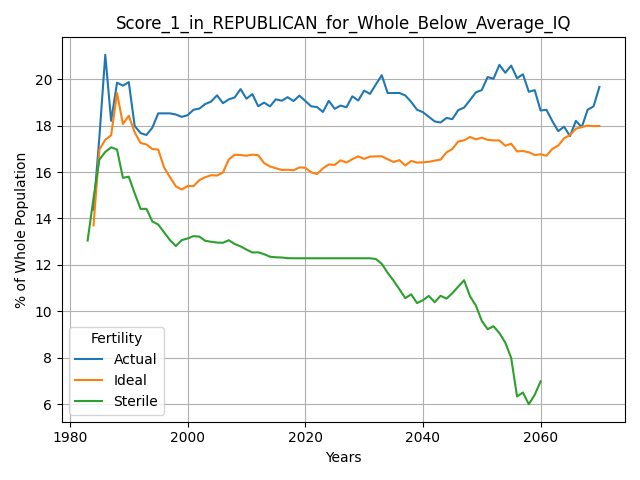 Score_1_in_REPUBLICAN_for_Whole_Below_Average_IQ
% of Whole Population
20
18
16
14
12
10
8
6
Fertility
Actual
Ideal
Sterile
1980
2000
2020
2040
2060
Years